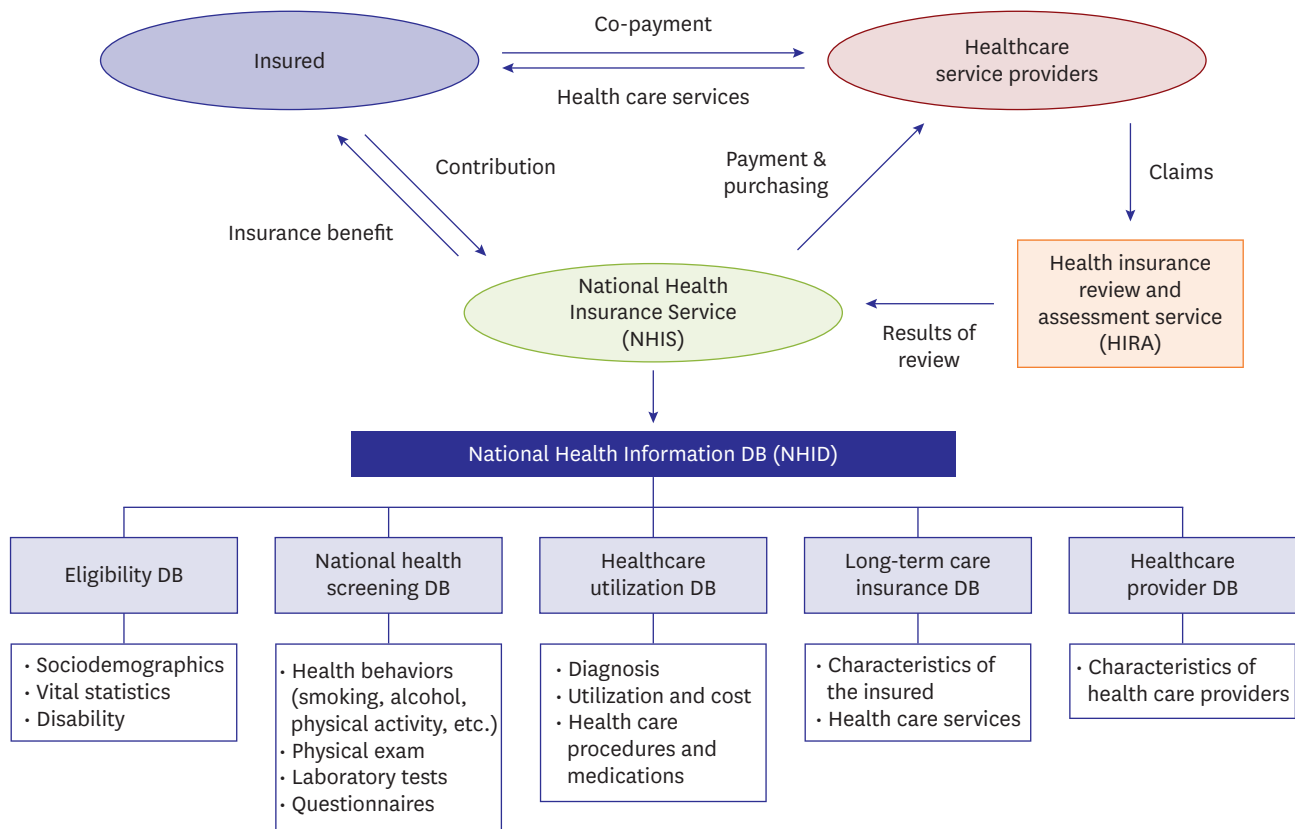 Co-payment
Insured
Healthcare
service providers
Health care services
Contribution
Payment &
purchasing
Claims
Insurance benefit
National Health
Insurance Service
(NHIS)
Health insurance
review and
assessment service
(HIRA)
Results of
review
National Health Information DB (NHID)
Eligibility DB
National health
screening DB
Healthcare
utilization DB
Long-term care
insurance DB
Healthcare
provider DB
· Sociodemographics
· Vital statistics
· Disability
· Health behaviors
(smoking, alcohol,
physical activity, etc.)
· Physical exam
· Laboratory tests
· Questionnaires
· Diagnosis
· Utilization and cost
· Health care
procedures and
medications
· Characteristics of
the insured
· Health care services
· Characteristics of
health care providers